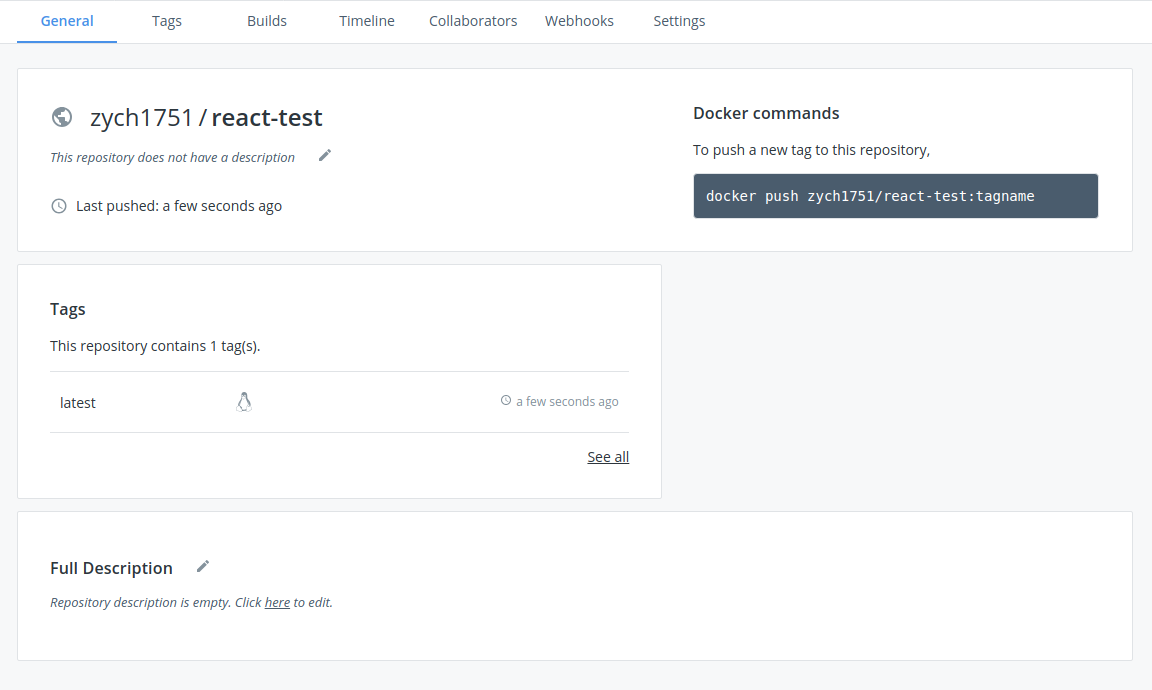 General Tags Builds Timeline Collaborators Webhooks Settings
zych1751 / react-test
This repository does not have a description
Last pushed: a few seconds ago
Docker commands
To push a new tag to this repository,
docker push zych1751/react-test:tagname
Tags
This repository contains 1 tag(s).
latest a few seconds ago
See all
Full Description
Repository description is empty. Click here to edit.